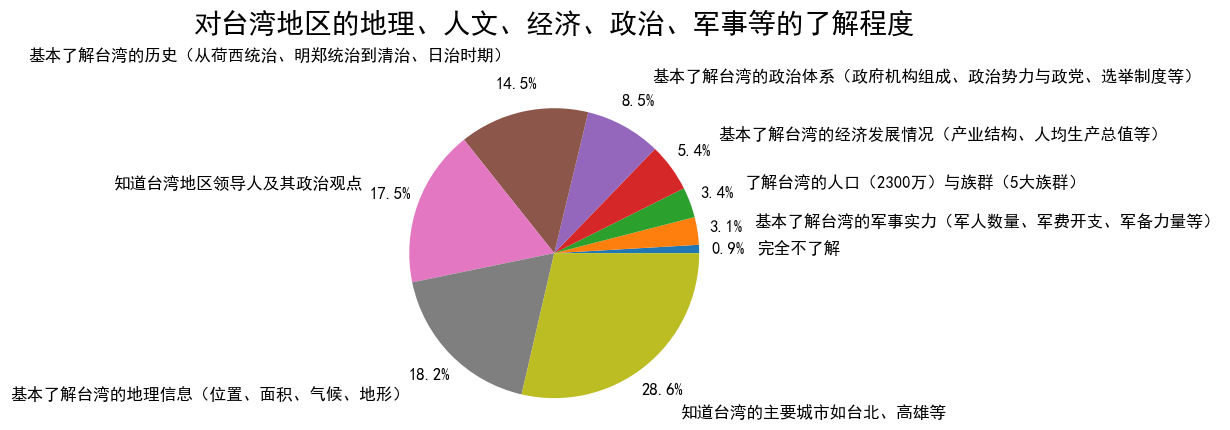 对台湾地区的地理、人文、经济、政治、军事等的了解程度
基本了解台湾的历史（从荷西统治、明郑统治到清治、日治时期）
14.5%
基本了解台湾的政治体系（政府机构组成、政治势力与政党、选举制度等）
8.5%
基本了解台湾的经济发展情况（产业结构、人均生产总值等）
5.4%
了解台湾的人口（2300万）与族群（5大族群）
3.4%
知道台湾地区领导人及其政治观点
17.5%
基本了解台湾的军事实力（军人数量、军费开支、军备力量等）
3.1%
0.9%
完全不了解
18.2%
基本了解台湾的地理信息（位置、面积、气候、地形）
28.6%
知道台湾的主要城市如台北、高雄等